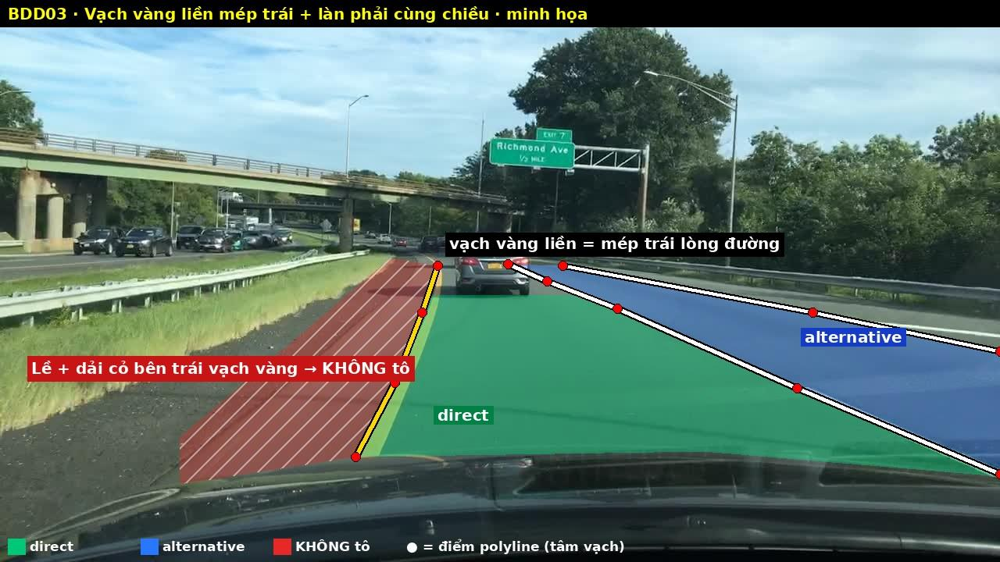 BDD03 · Vạch vàng liền mép trái + làn phải cùng chiều · minh họa
EXIT 7
Richmond Ave
1/2 MILE
vạch vàng liền = mép trái lòng đường
alternative
Lề + dải cỏ bên trái vạch vàng → KHÔNG tô
direct
direct
alternative
KHÔNG tô
= điểm polyline (tâm vạch)